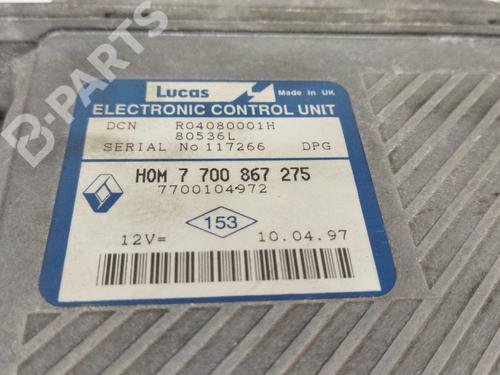 B-PARTS
Lucas
Made in UK
ELECTRONIC CONTROL UNIT
DCN R04080001H
80536L
SERIAL No 117266 DPG
HOM 7 700 867 275
7700104972
153
12V= 10.04.97